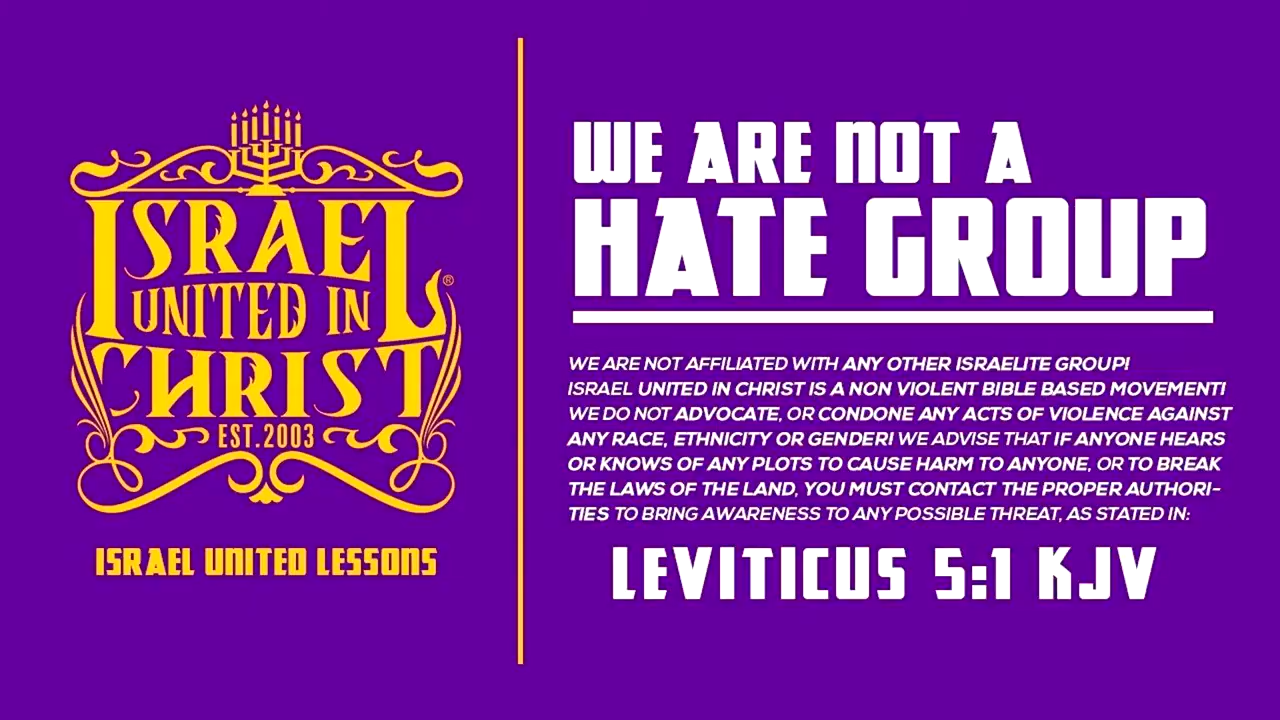 ISRAEL
UNITED IN
CHRIST
®
EST.2003
ISRAEL UNITED LESSONS
WE ARE NOT A
HATE GROUP
WE ARE NOT AFFILIATED WITH ANY OTHER ISRAELITE GROUP!
ISRAEL UNITED IN CHRIST IS A NON VIOLENT BIBLE BASED MOVEMENT!
WE DO NOT ADVOCATE, OR CONDONE ANY ACTS OF VIOLENCE AGAINST
ANY RACE, ETHNICITY OR GENDER! WE ADVISE THAT IF ANYONE HEARS
OR KNOWS OF ANY PLOTS TO CAUSE HARM TO ANYONE, OR TO BREAK
THE LAWS OF THE LAND, YOU MUST CONTACT THE PROPER AUTHORI-
TIES TO BRING AWARENESS TO ANY POSSIBLE THREAT, AS STATED IN:
LEVITICUS 5:1 KJV